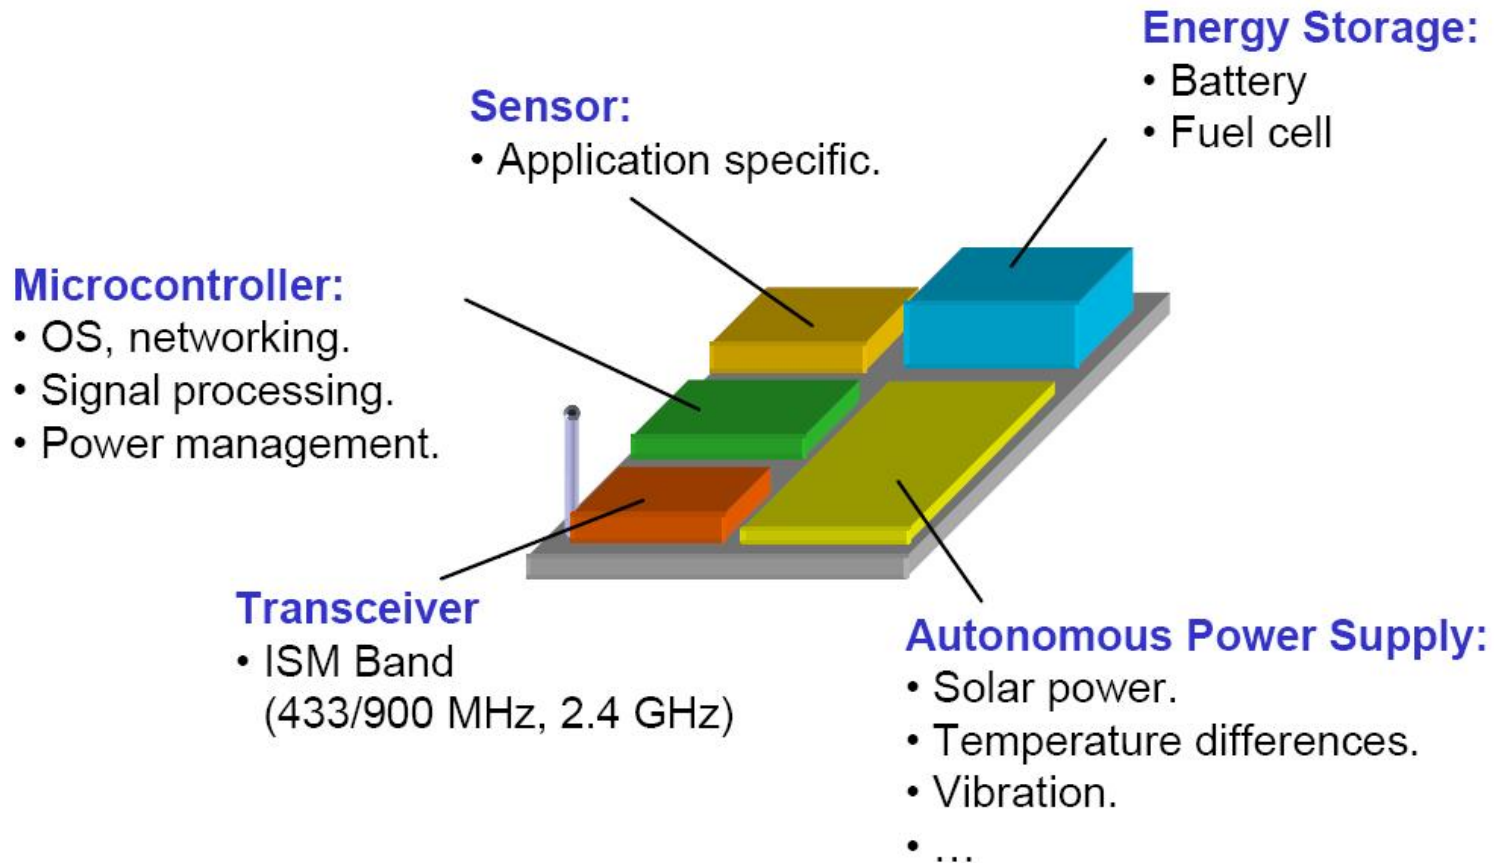 Energy Storage:
• Battery
• Fuel cell
Sensor:
• Application specific.
Microcontroller:
• OS, networking.
• Signal processing.
• Power management.
Transceiver
• ISM Band
(433/900 MHz, 2.4 GHz)
Autonomous Power Supply:
• Solar power.
• Temperature differences.
• Vibration.
• ...